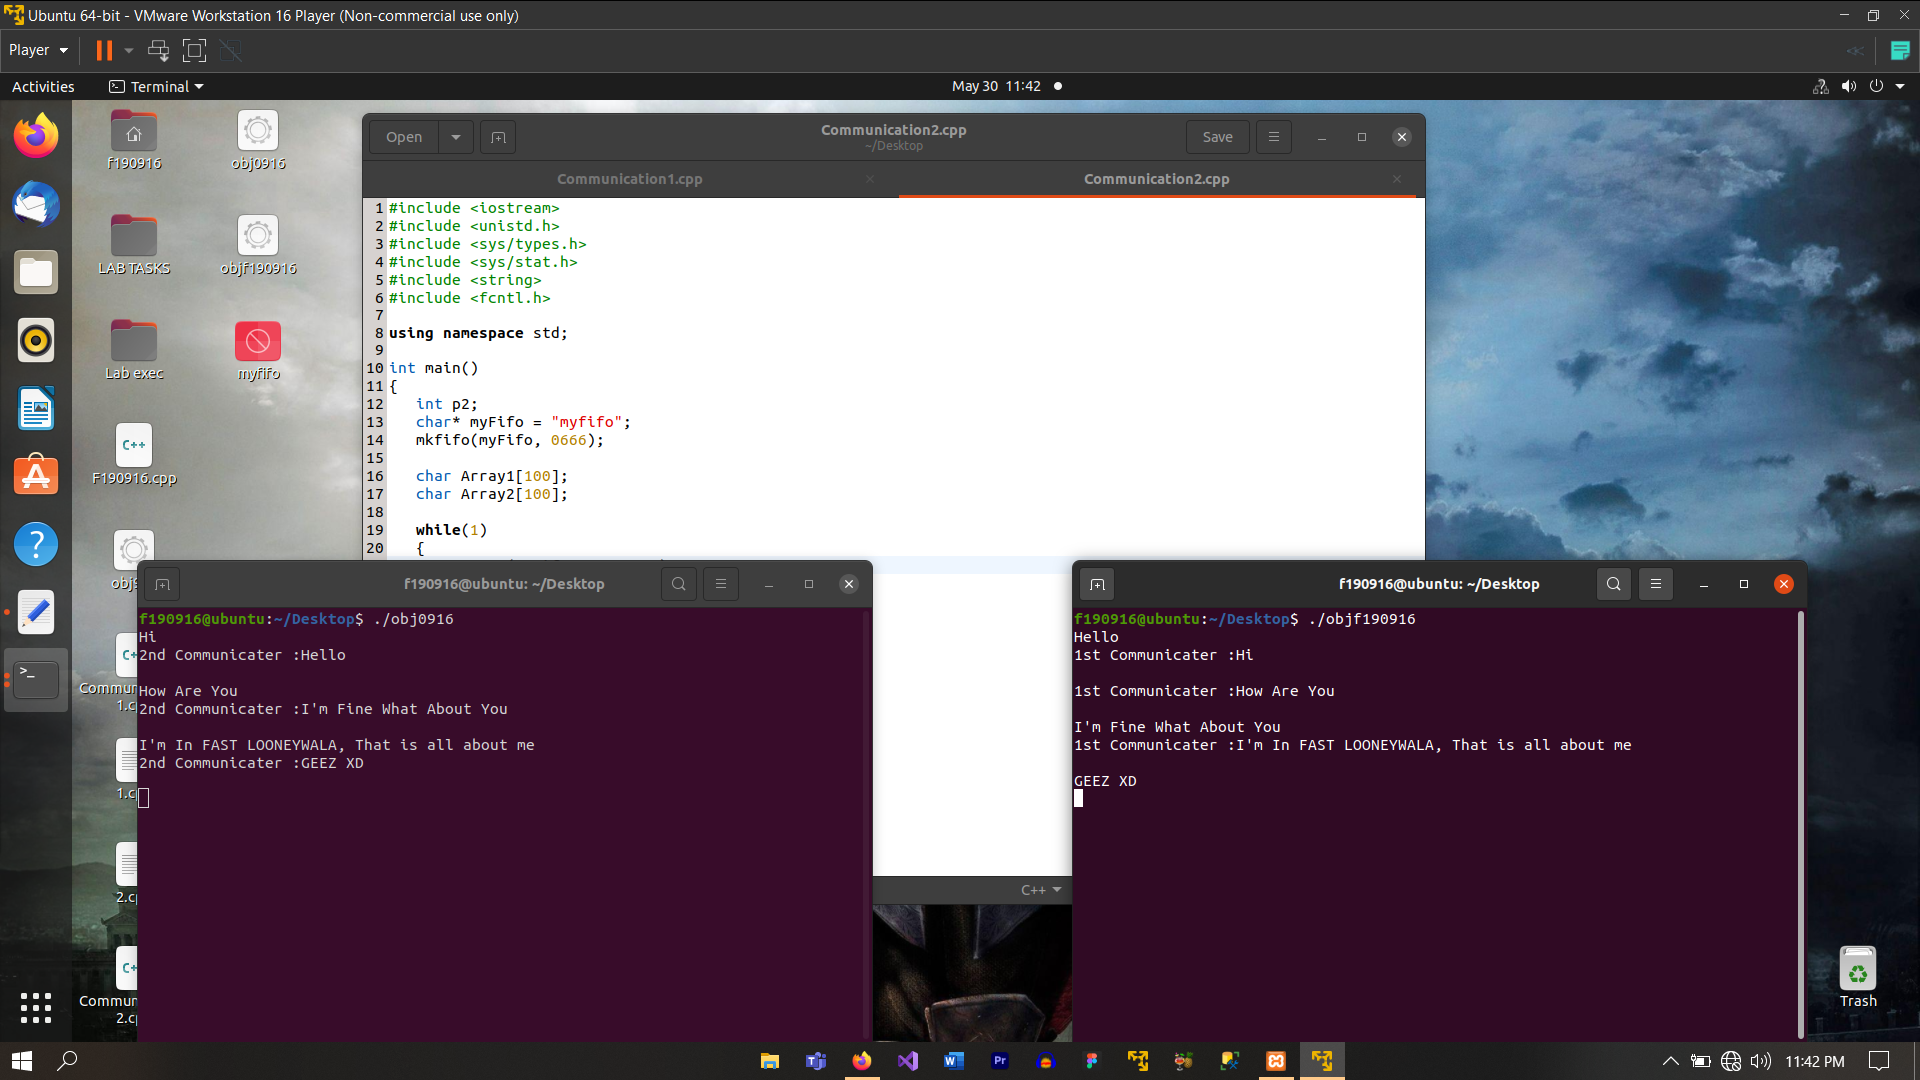 Ubuntu 64-bit - VMware Workstation 16 Player (Non-commercial use only)
Player
Activities
Terminal
May 30 11:42
f190916
obj0916
LAB TASKS
objf190916
Lab exec
myfifo
F190916.cpp
Open
Communication2.cpp
~/Desktop
Save
Communication1.cpp
Communication2.cpp
1 #include <iostream>
2 #include <unistd.h>
3 #include <sys/types.h>
4 #include <sys/stat.h>
5 #include <string>
6 #include <fcntl.h>
7
8 using namespace std;
9
10 int main()
11 {
12 int p2;
13 char* myFifo = "myfifo";
14 mkfifo(myFifo, 0666);
15
16 char Array1[100];
17 char Array2[100];
18
19 while(1)
20 {
C++
f190916@ubuntu: ~/Desktop
f190916@ubuntu:~/Desktop$ ./obj0916
Hi
2nd Communicater :Hello
How Are You
2nd Communicater :I'm Fine What About You
I'm In FAST LOONEYWALA, That is all about me
2nd Communicater :GEEZ XD
f190916@ubuntu: ~/Desktop
f190916@ubuntu:~/Desktop$ ./objf190916
Hello
1st Communicater :Hi
1st Communicater :How Are You
I'm Fine What About You
1st Communicater :I'm In FAST LOONEYWALA, That is all about me
GEEZ XD
C++
Commun
1.c
1.c
2.c
C++
Commun
2.c
Trash
11:42 PM